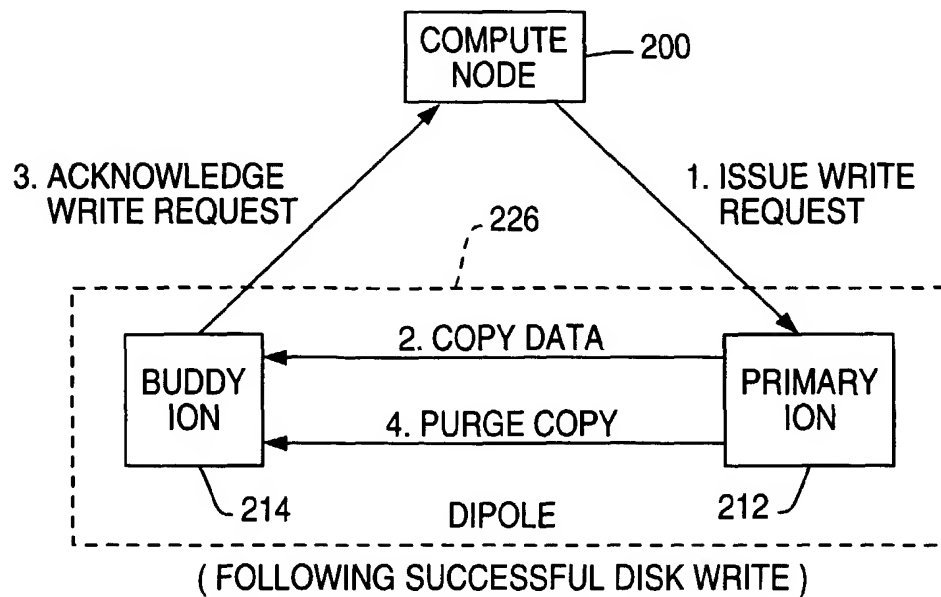 COMPUTE
NODE
200
3. ACKNOWLEDGE
WRITE REQUEST
1. ISSUE WRITE
REQUEST
226
2. COPY DATA
BUDDY
ION
PRIMARY
ION
4. PURGE COPY
214
DIPOLE
212
( FOLLOWING SUCCESSFUL DISK WRITE )